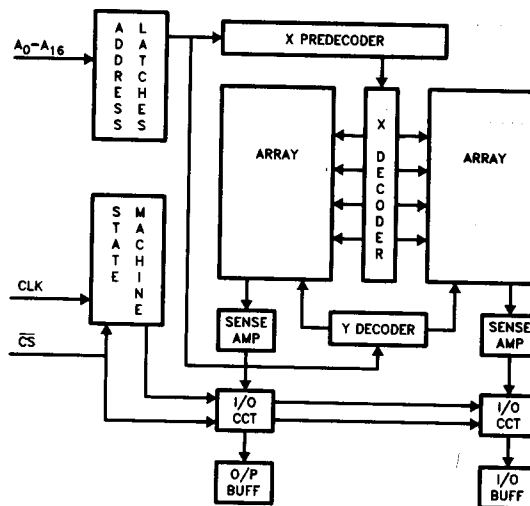 A0-A16
ADDRESS
LATCHES
X PREDECODER
ARRAY
X DECODER
ARRAY
STATE
MACHINE
CLK
CS
SENSE
AMP
Y DECODER
SENSE
AMP
I/O
CCT
I/O
CCT
O/P
BUFF
I/O
BUFF